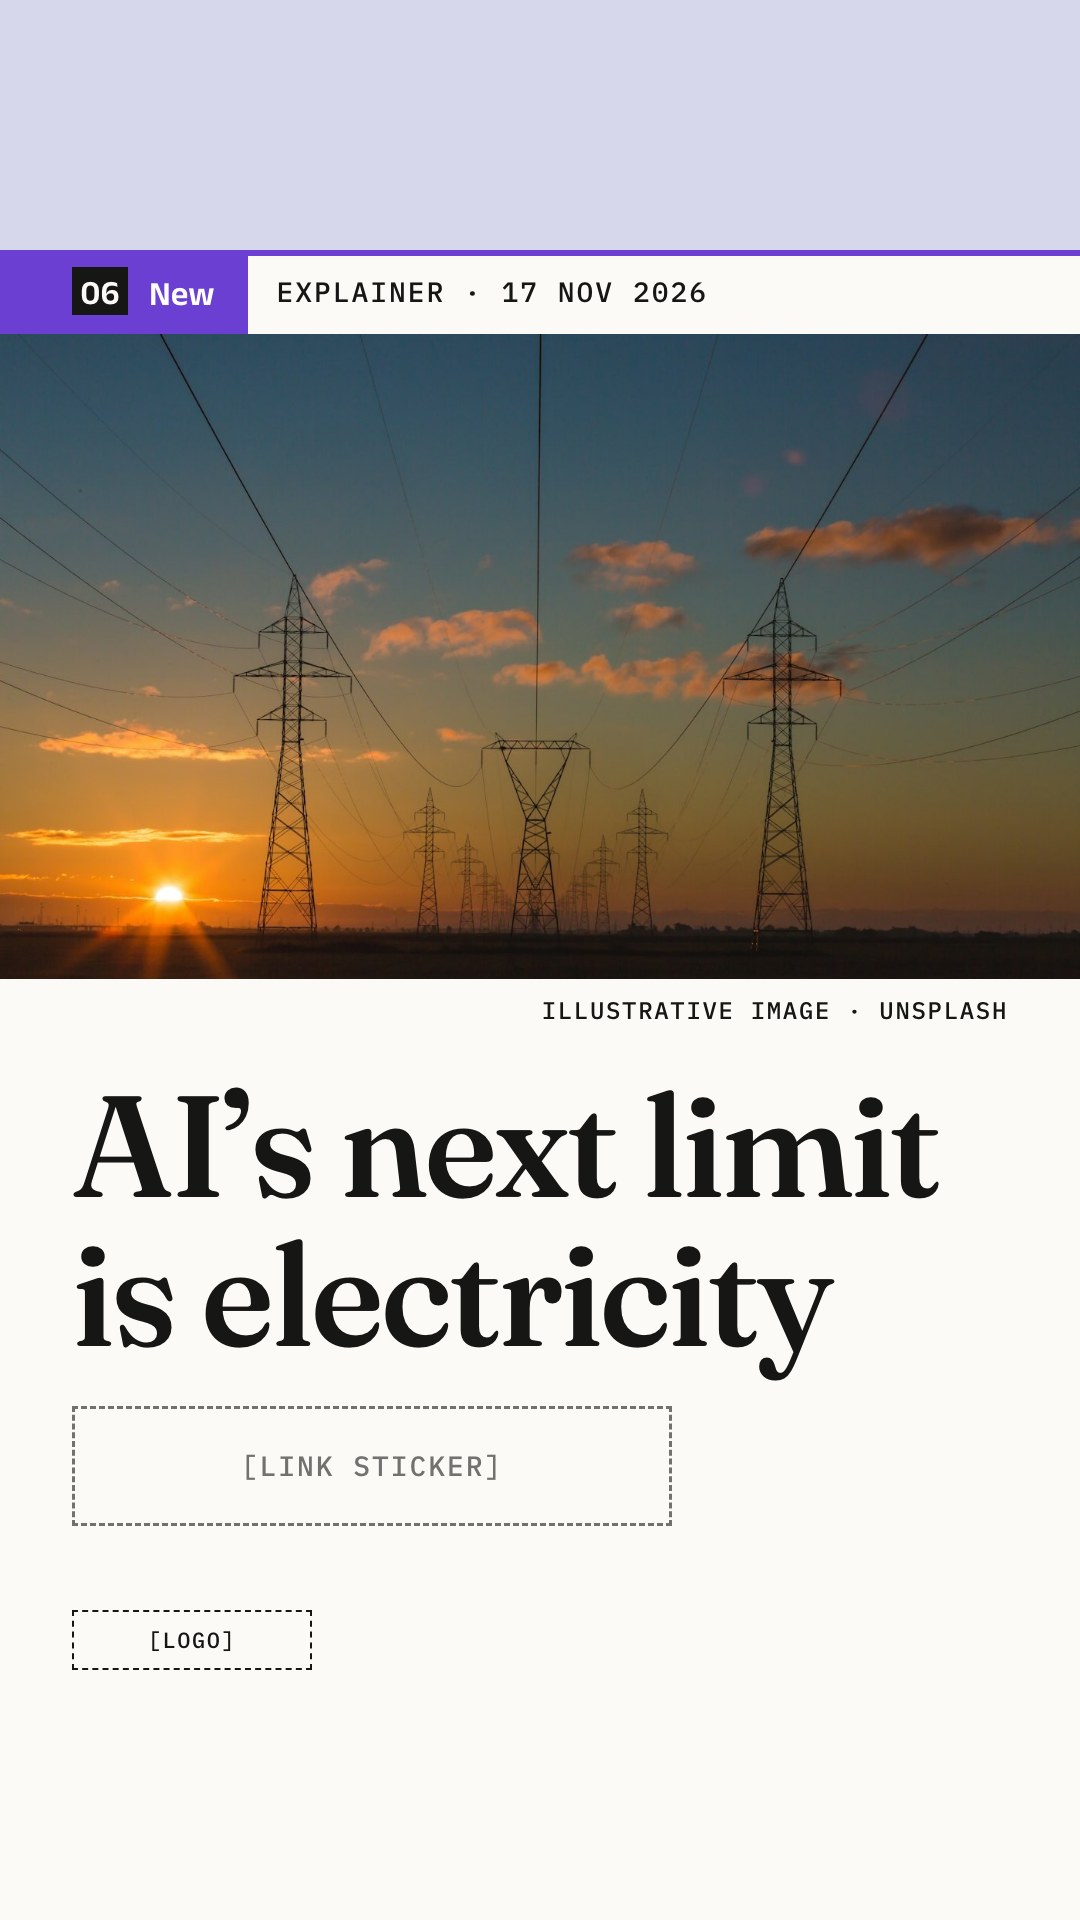 06 New EXPLAINER · 17 NOV 2026
ILLUSTRATIVE IMAGE · UNSPLASH
AI’s next limit
is electricity
[LINK STICKER]
[LOGO]